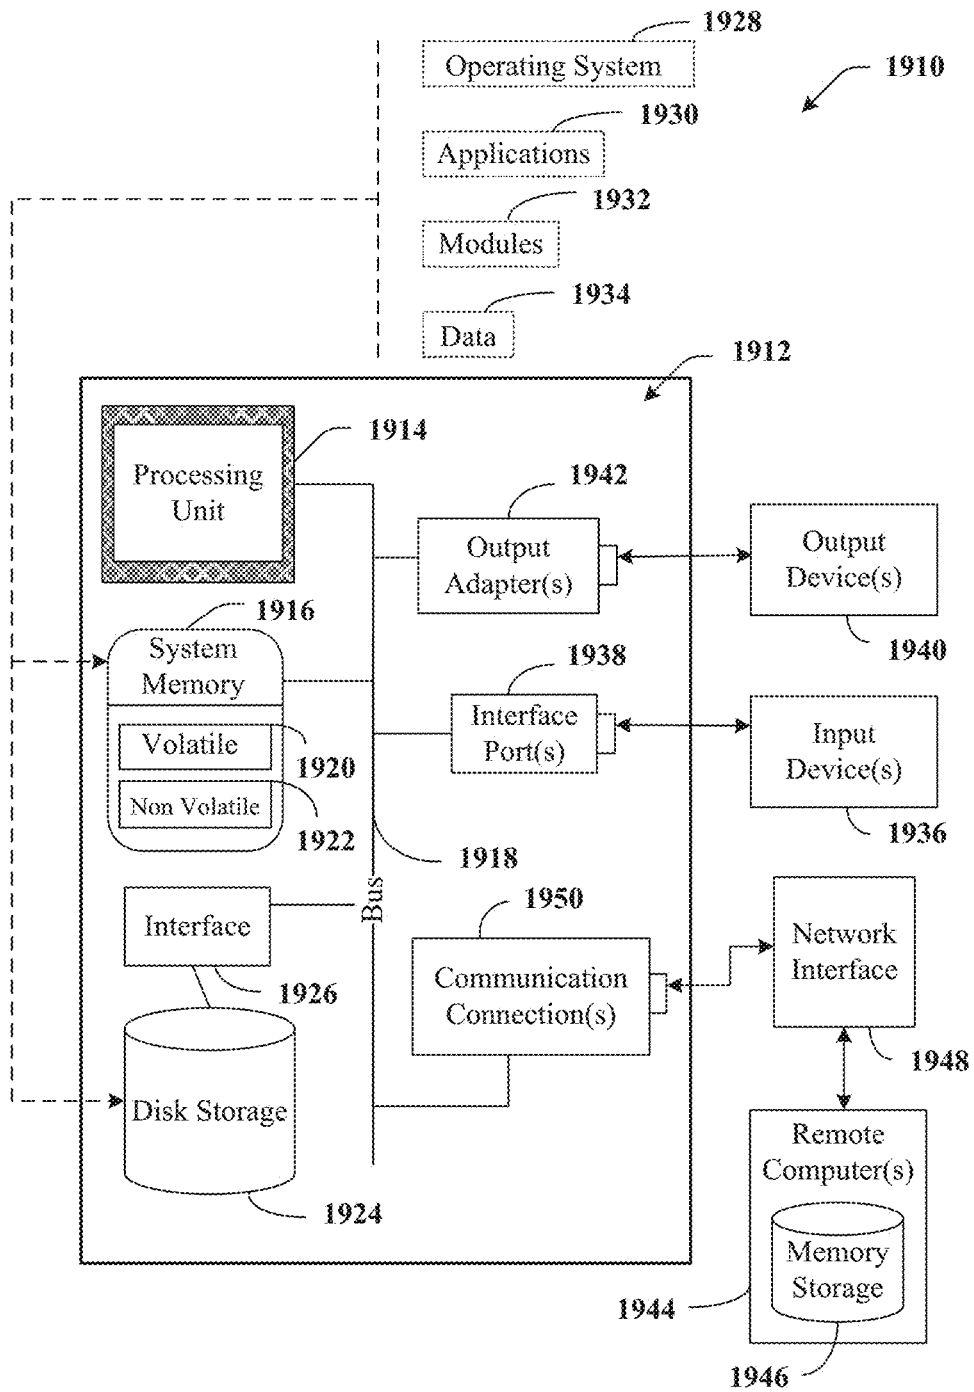 1928
Operating System
1910
1930
Applications
1932
Modules
1934
Data
1912
1914
Processing
Unit
1942
Output
Adapter(s)
Output
Device(s)
1940
1916
System
Memory
Volatile
1920
Non Volatile
1922
1938
Interface
Port(s)
Input
Device(s)
1936
1918
Bus
1950
Interface
1926
Communication
Connection(s)
Network
Interface
1948
Disk Storage
1924
Remote
Computer(s)
Memory
Storage
1944
1946